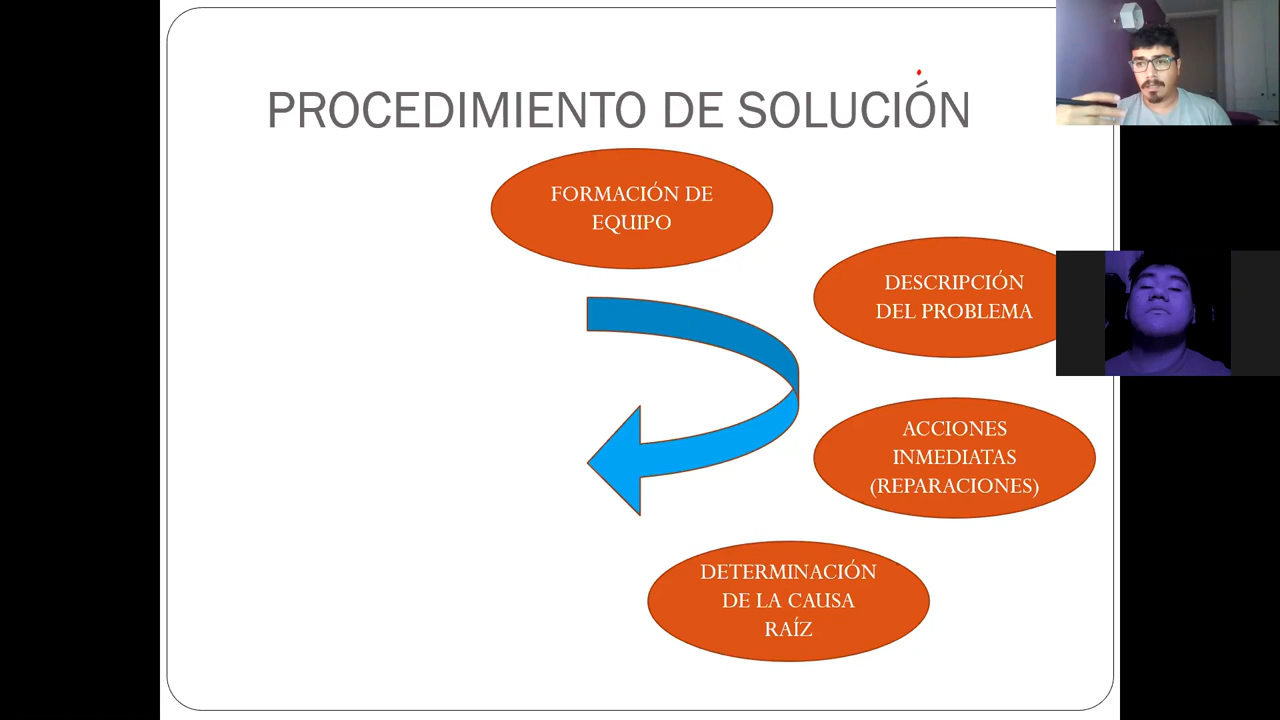 PROCEDIMIENTO DE SOLUCIÓN
FORMACIÓN DE
EQUIPO
DESCRIPCIÓN
DEL PROBLEMA
ACCIONES
INMEDIATAS
(REPARACIONES)
DETERMINACIÓN
DE LA CAUSA
RAÍZ